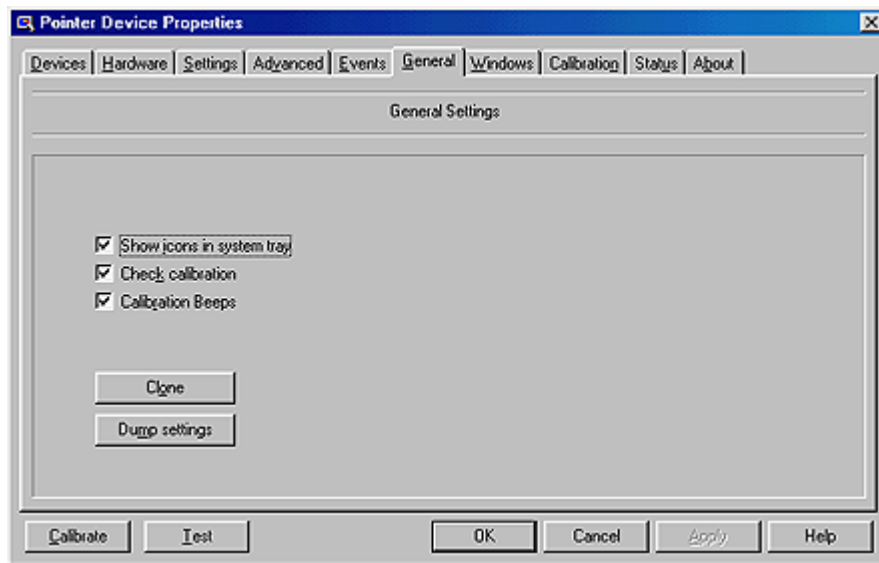 Pointer Device Properties
Devices Hardware Settings Advanced Events General Windows Calibration Status About
General Settings
Show icons in system tray
Check calibration
Calibration Beeps
Clone
Dump settings
Calibrate Test OK Cancel Apply Help